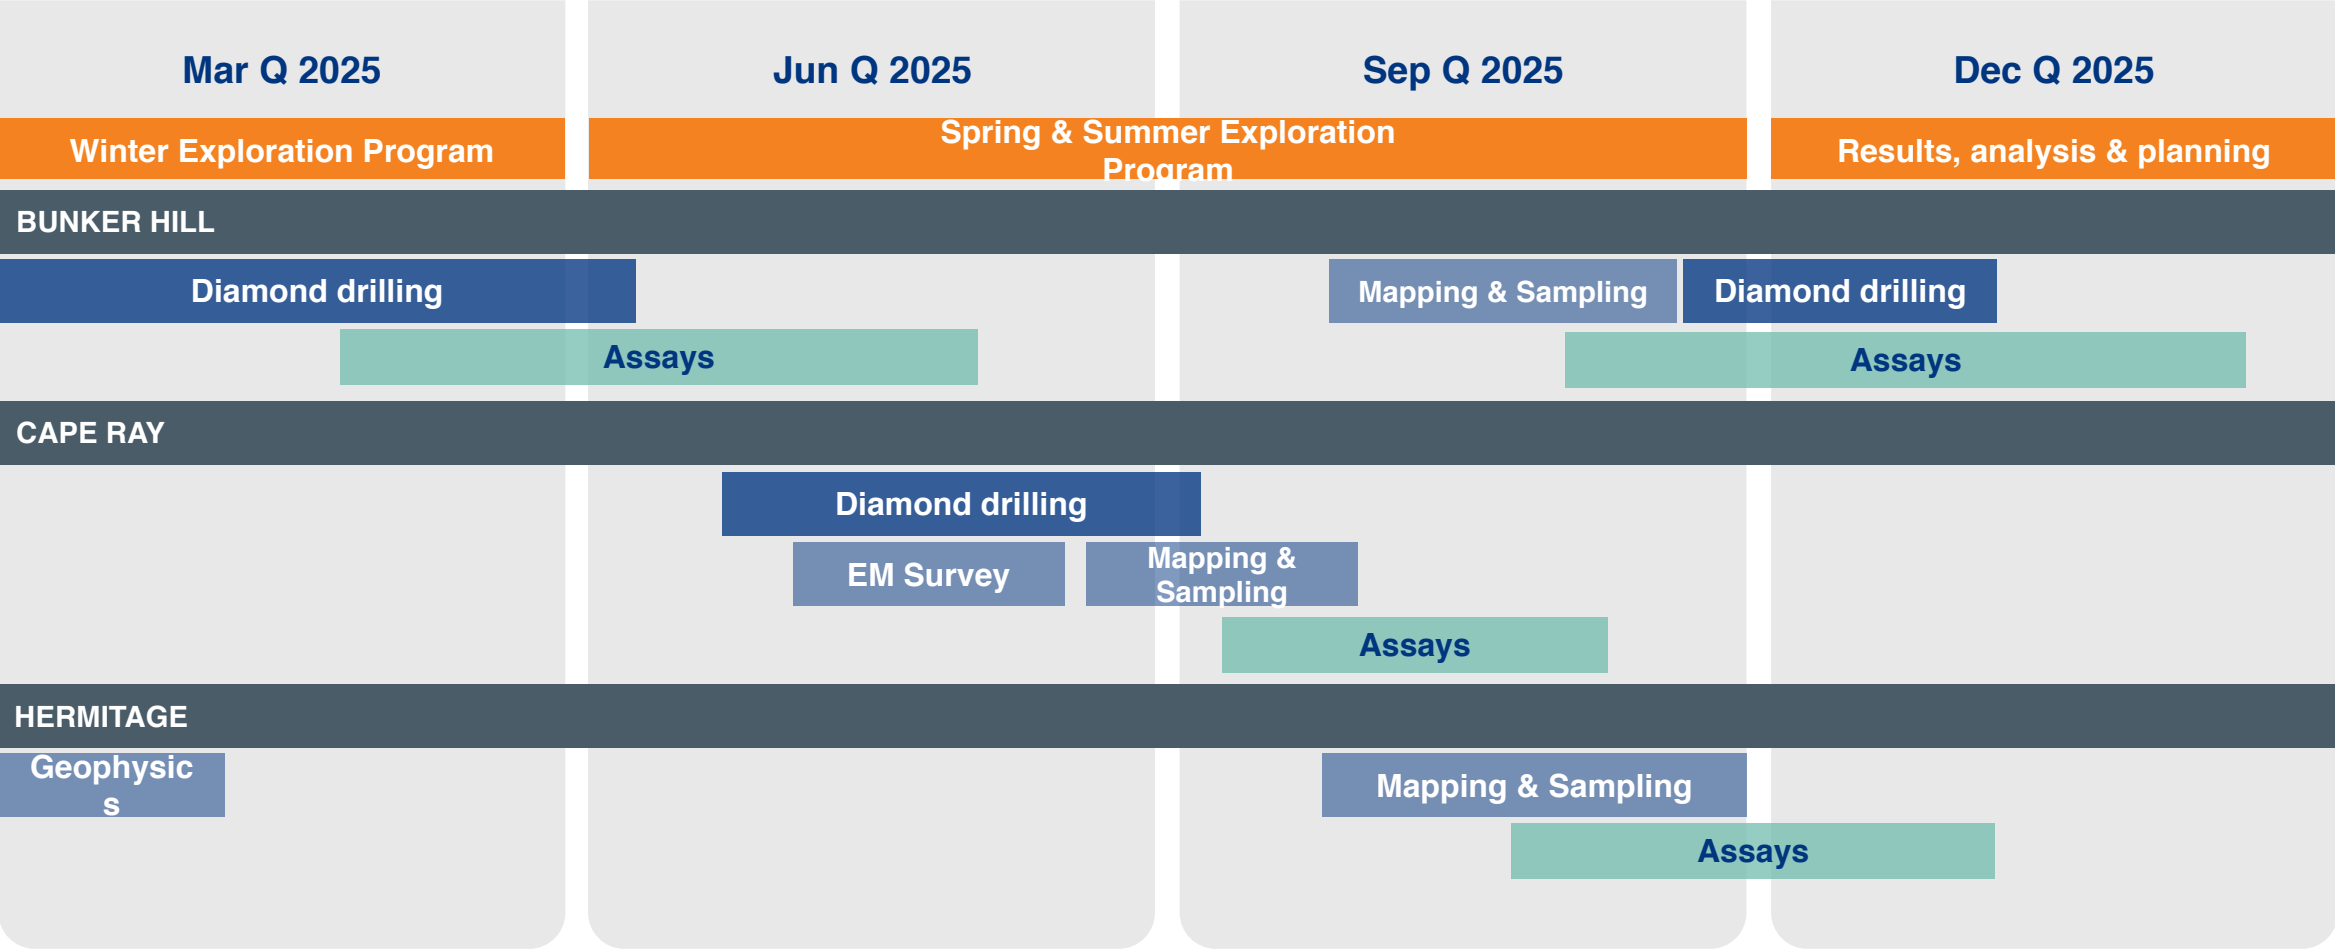 Mar Q 2025
Jun Q 2025
Sep Q 2025
Dec Q 2025
Winter Exploration Program
Spring & Summer Exploration
Program
Results, analysis & planning
BUNKER HILL
Diamond drilling
Mapping & Sampling
Diamond drilling
Assays
Assays
CAPE RAY
Diamond drilling
EM Survey
Mapping &
Sampling
Assays
HERMITAGE
Geophysic
s
Mapping & Sampling
Assays